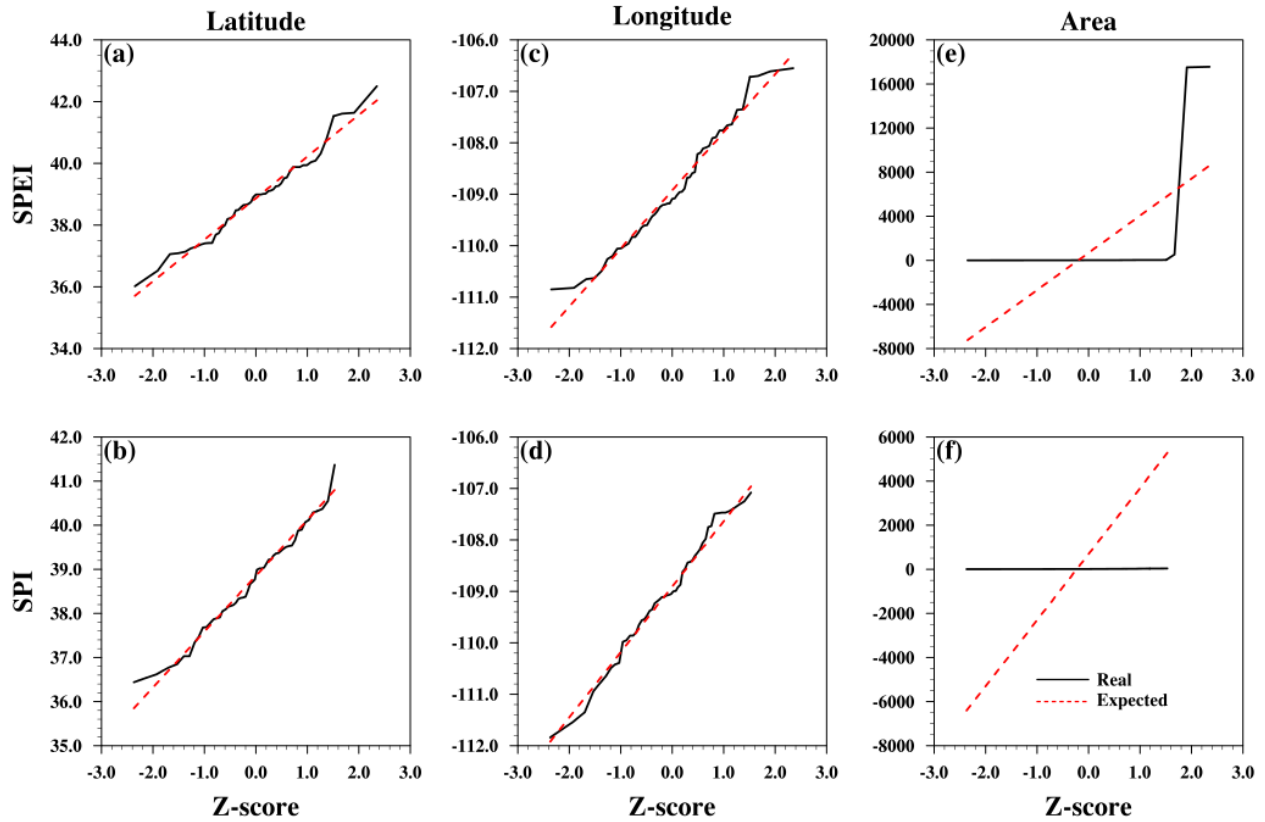 Latitude
Longitude
Area
SPEI
(a)
44.0
42.0
40.0
38.0
36.0
34.0
-3.0 -2.0 -1.0 0.0 1.0 2.0 3.0
(c)
-106.0
-107.0
-108.0
-109.0
-110.0
-111.0
-112.0
-3.0 -2.0 -1.0 0.0 1.0 2.0 3.0
(e)
20000
16000
12000
8000
4000
0
-4000
-8000
-3.0 -2.0 -1.0 0.0 1.0 2.0 3.0
SPI
(b)
42.0
41.0
40.0
39.0
38.0
37.0
36.0
35.0
-3.0 -2.0 -1.0 0.0 1.0 2.0 3.0
Z-score
(d)
-106.0
-107.0
-108.0
-109.0
-110.0
-111.0
-112.0
-3.0 -2.0 -1.0 0.0 1.0 2.0 3.0
Z-score
(f)
6000
4000
2000
0
-2000
-4000
-6000
-8000
Real
Expected
-3.0 -2.0 -1.0 0.0 1.0 2.0 3.0
Z-score